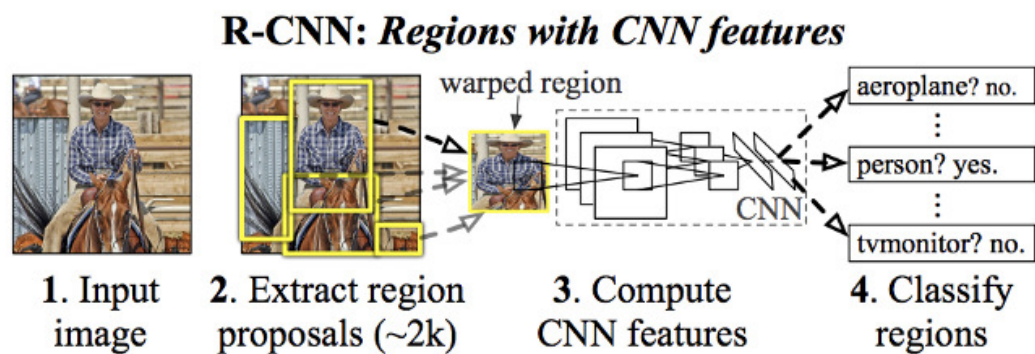 R-CNN: Regions with CNN features
warped region
aeroplane? no.
⋮
person? yes.
⋮
tvmonitor? no.
CNN
1. Input
image
2. Extract region
proposals (~2k)
3. Compute
CNN features
4. Classify
regions